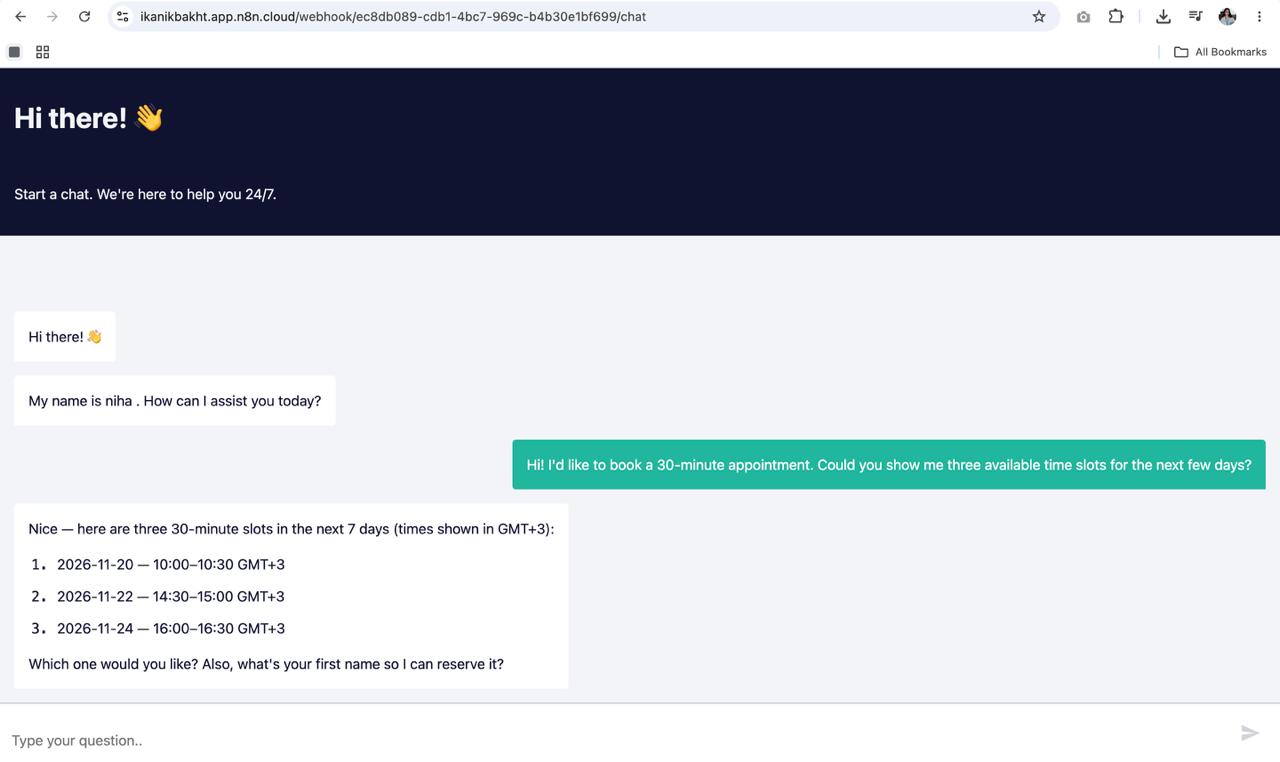 ikanikbakht.app.n8n.cloud/webhook/ec8db089-cdb1-4bc7-969c-b4b30e1bf699/chat
All Bookmarks
Hi there! 👋
Start a chat. We're here to help you 24/7.
Hi there! 👋
My name is niha . How can I assist you today?
Hi! I'd like to book a 30-minute appointment. Could you show me three available time slots for the next few days?
Nice — here are three 30-minute slots in the next 7 days (times shown in GMT+3):
1. 2026-11-20 — 10:00–10:30 GMT+3
2. 2026-11-22 — 14:30–15:00 GMT+3
3. 2026-11-24 — 16:00–16:30 GMT+3
Which one would you like? Also, what's your first name so I can reserve it?
Type your question..